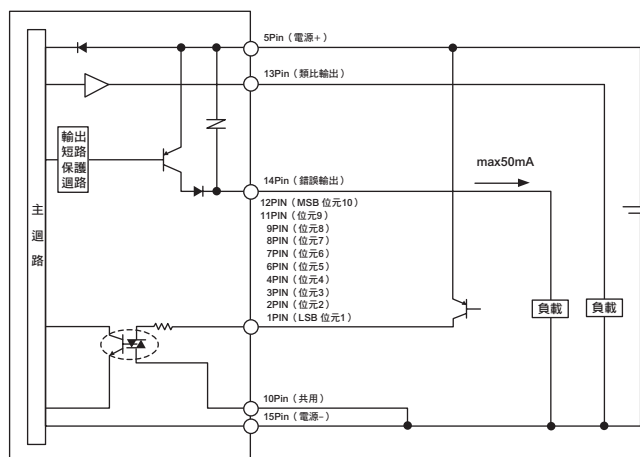 5Pin（電源+）
13Pin（類比輸出）
輸出
短路
保護
迴路
主迴路
14Pin（錯誤輸出）
max50mA
12PIN（MSB 位元10）
11PIN（位元9）
9PIN（位元8）
8PIN（位元7）
7PIN（位元6）
6PIN（位元5）
4PIN（位元4）
3PIN（位元3）
2PIN（位元2）
1PIN（LSB 位元1）
負載
負載
10Pin（共用）
15Pin（電源−）